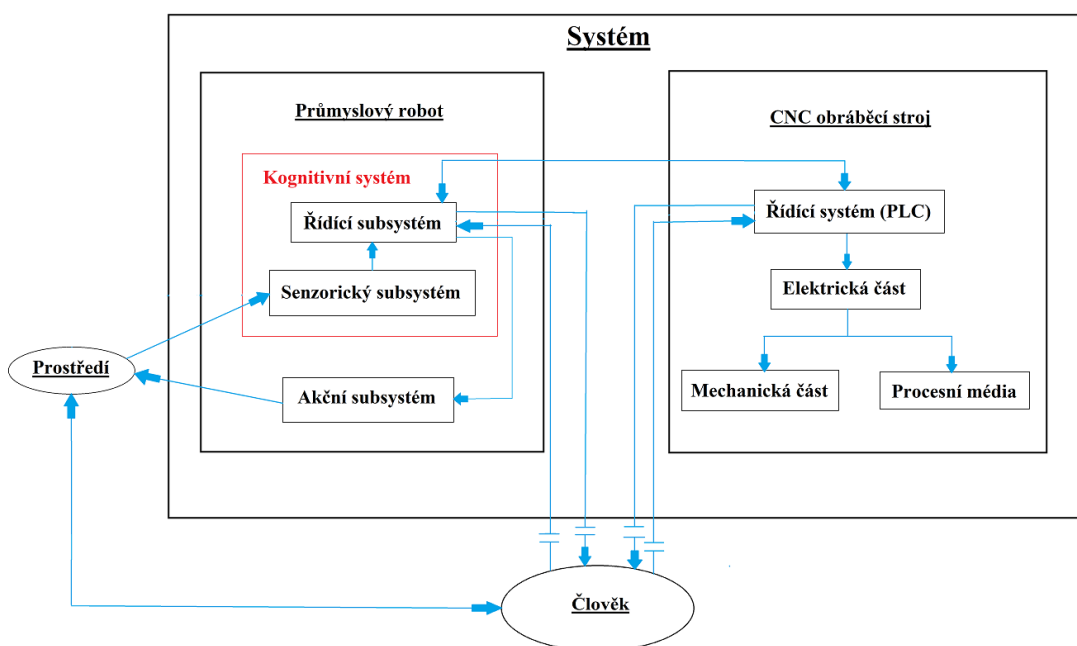 Systém
Průmyslový robot
CNC obráběcí stroj
Kognitivní systém
Řídící subsystém
Řídící systém (PLC)
Senzorický subsystém
Elektrická část
Prostředí
Akční subsystém
Mechanická část
Procesní média
Člověk